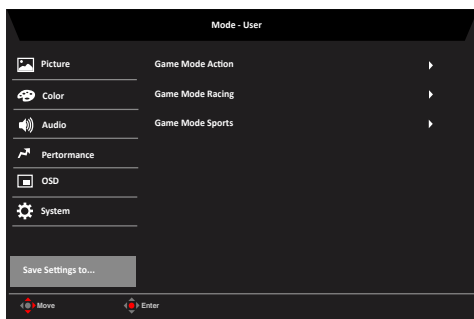 Mode - User
Picture
Color
Audio
Pertormance
OSD
System
Save Settings to...
Game Mode Action
Game Mode Racing
Game Mode Sports
Move
Enter